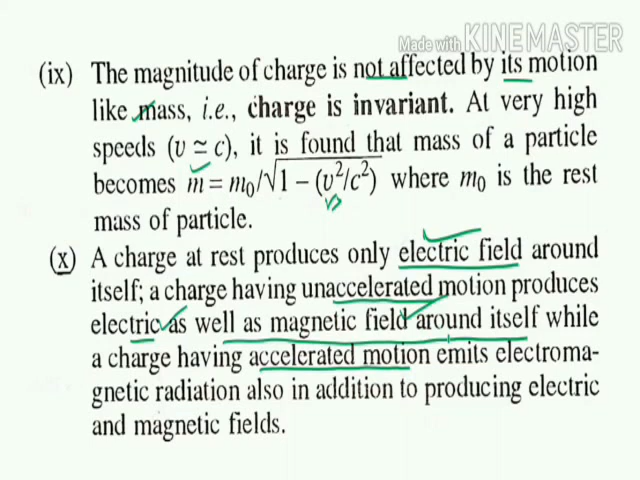 Made with KINEMASTER
(ix) The magnitude of charge is not affected by its motion
like mass, i.e., charge is invariant. At very high
speeds (v ≃ c), it is found that mass of a particle
becomes m = m₀/√1 − (v²/c²) where m₀ is the rest
mass of particle.
(x) A charge at rest produces only electric field around
itself; a charge having unaccelerated motion produces
electric as well as magnetic field around itself while
a charge having accelerated motion emits electroma-
gnetic radiation also in addition to producing electric
and magnetic fields.